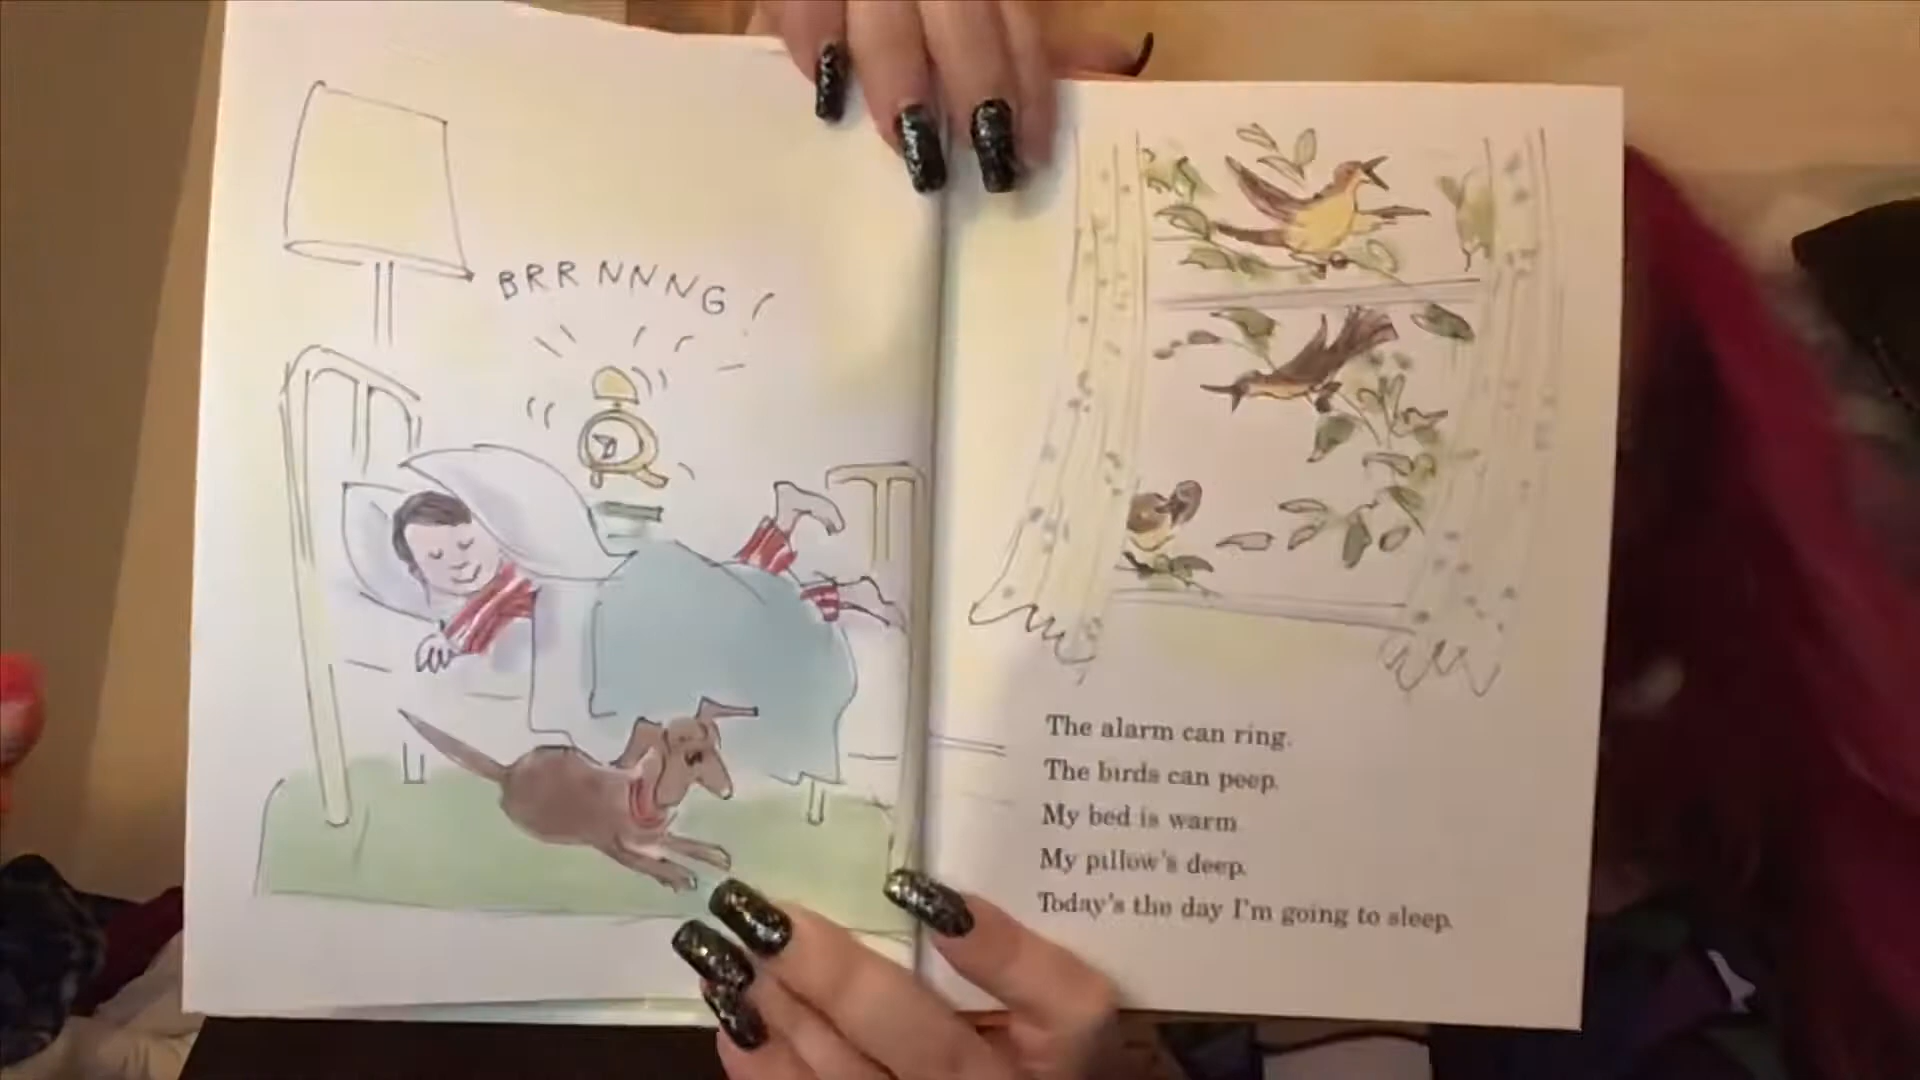 BRRNNNG!
The alarm can ring.
The birds can peep.
My bed is warm.
My pillow's deep.
Today's the day I'm going to sleep.